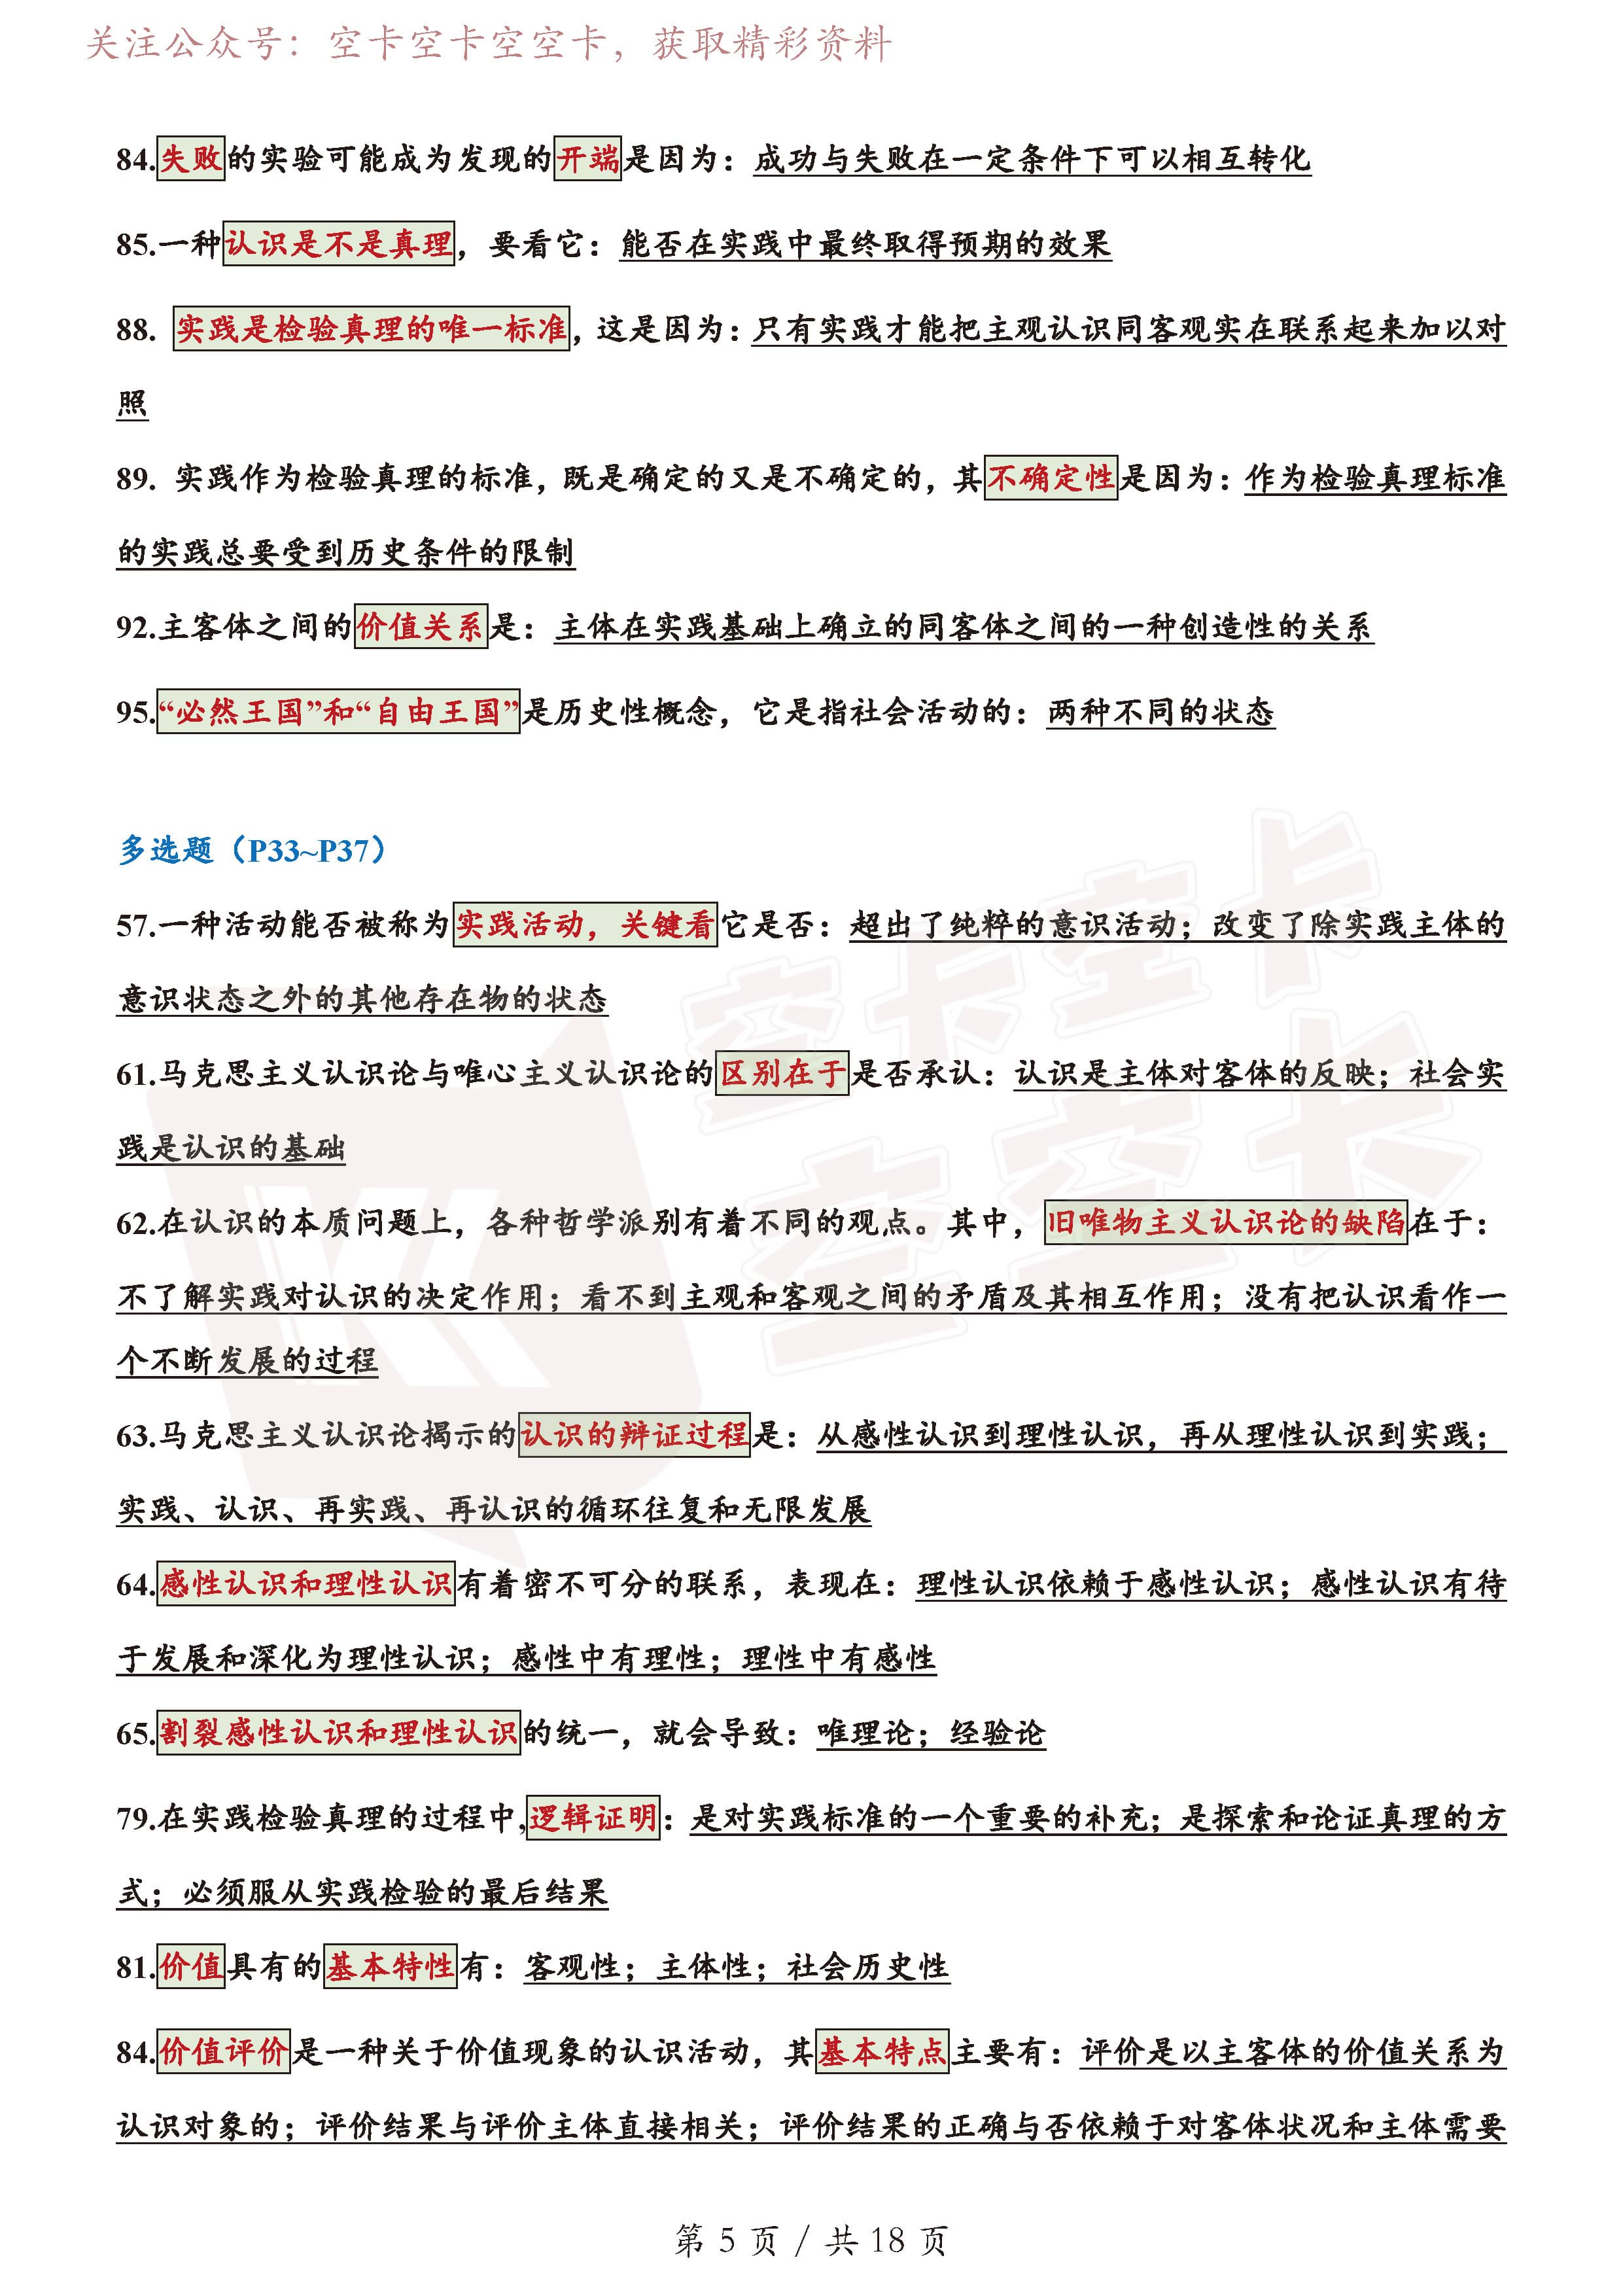 关注公众号：空卡空卡空空卡，获取精彩资料
84.失败的实验可能成为发现的开端是因为：成功与失败在一定条件下可以相互转化
85.一种认识是不是真理，要看它：能否在实践中最终取得预期的效果
88. 实践是检验真理的唯一标准，这是因为：只有实践才能把主观认识同客观实在联系起来加以对
照
89. 实践作为检验真理的标准，既是确定的又是不确定的，其不确定性是因为：作为检验真理标准
的实践总要受到历史条件的限制
92.主客体之间的价值关系是：主体在实践基础上确立的同客体之间的一种创造性的关系
95.“必然王国”和“自由王国”是历史性概念，它是指社会活动的：两种不同的状态
多选题（P33~P37）
57.一种活动能否被称为实践活动，关键看它是否：超出了纯粹的意识活动；改变了除实践主体的
意识状态之外的其他存在物的状态
61.马克思主义认识论与唯心主义认识论的区别在于是否承认：认识是主体对客体的反映；社会实
践是认识的基础
62.在认识的本质问题上，各种哲学派别有着不同的观点。其中，旧唯物主义认识论的缺陷在于：
不了解实践对认识的决定作用；看不到主观和客观之间的矛盾及其相互作用；没有把认识看作一
个不断发展的过程
63.马克思主义认识论揭示的认识的辩证过程是：从感性认识到理性认识，再从理性认识到实践；
实践、认识、再实践、再认识的循环往复和无限发展
64.感性认识和理性认识有着密不可分的联系，表现在：理性认识依赖于感性认识；感性认识有待
于发展和深化为理性认识；感性中有理性；理性中有感性
65.割裂感性认识和理性认识的统一，就会导致：唯理论；经验论
79.在实践检验真理的过程中,逻辑证明：是对实践标准的一个重要的补充；是探索和论证真理的方
式；必须服从实践检验的最后结果
81.价值具有的基本特性有：客观性；主体性；社会历史性
84.价值评价是一种关于价值现象的认识活动，其基本特点主要有：评价是以主客体的价值关系为
认识对象的；评价结果与评价主体直接相关；评价结果的正确与否依赖于对客体状况和主体需要
空卡空卡
空空卡
第 5 页 / 共 18 页